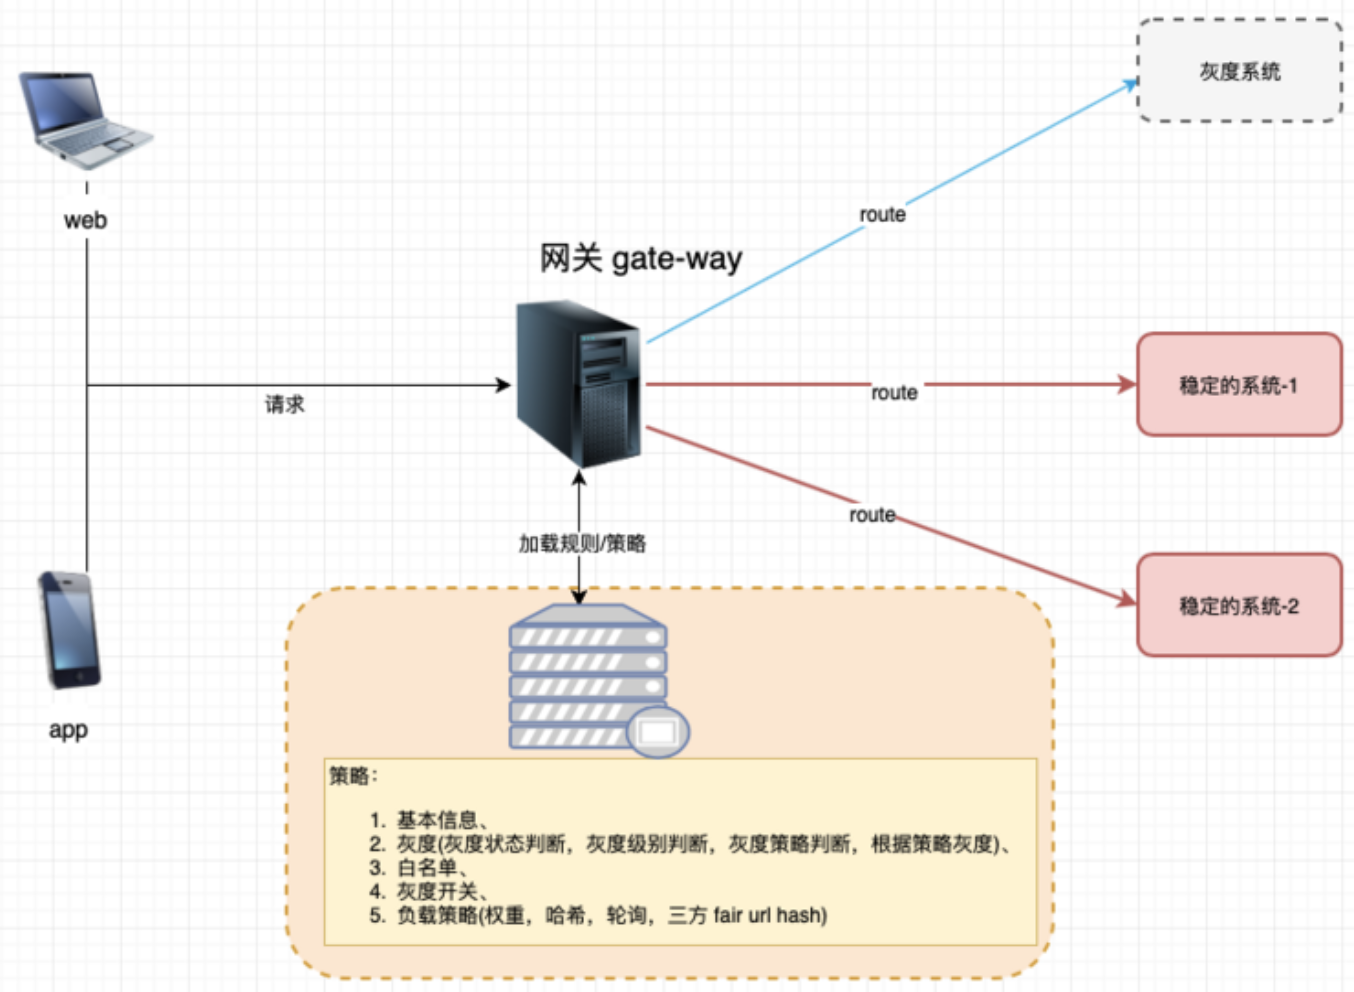 灰度系统
web
route
网关 gate-way
请求
route
稳定的系统-1
route
加载规则/策略
稳定的系统-2
app
策略：
1. 基本信息、
2. 灰度(灰度状态判断，灰度级别判断，灰度策略判断，根据策略灰度)、
3. 白名单、
4. 灰度开关、
5. 负载策略(权重，哈希，轮询，三方 fair url hash)